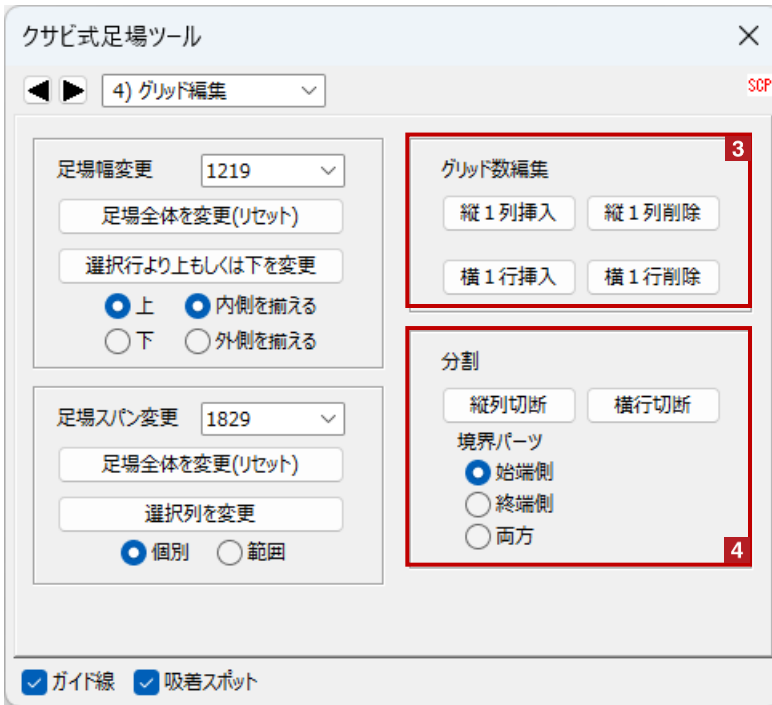 クサビ式足場ツール
4) グリッド編集
SCP
足場幅変更
1219
足場全体を変更(リセット)
選択行より上もしくは下を変更
上
内側を揃える
下
外側を揃える
足場スパン変更
1829
足場全体を変更(リセット)
選択列を変更
個別
範囲
3
グリッド数編集
縦1列挿入
縦1列削除
横1行挿入
横1行削除
分割
縦列切断
横行切断
境界パーツ
始端側
終端側
両方
4
ガイド線
吸着スポット